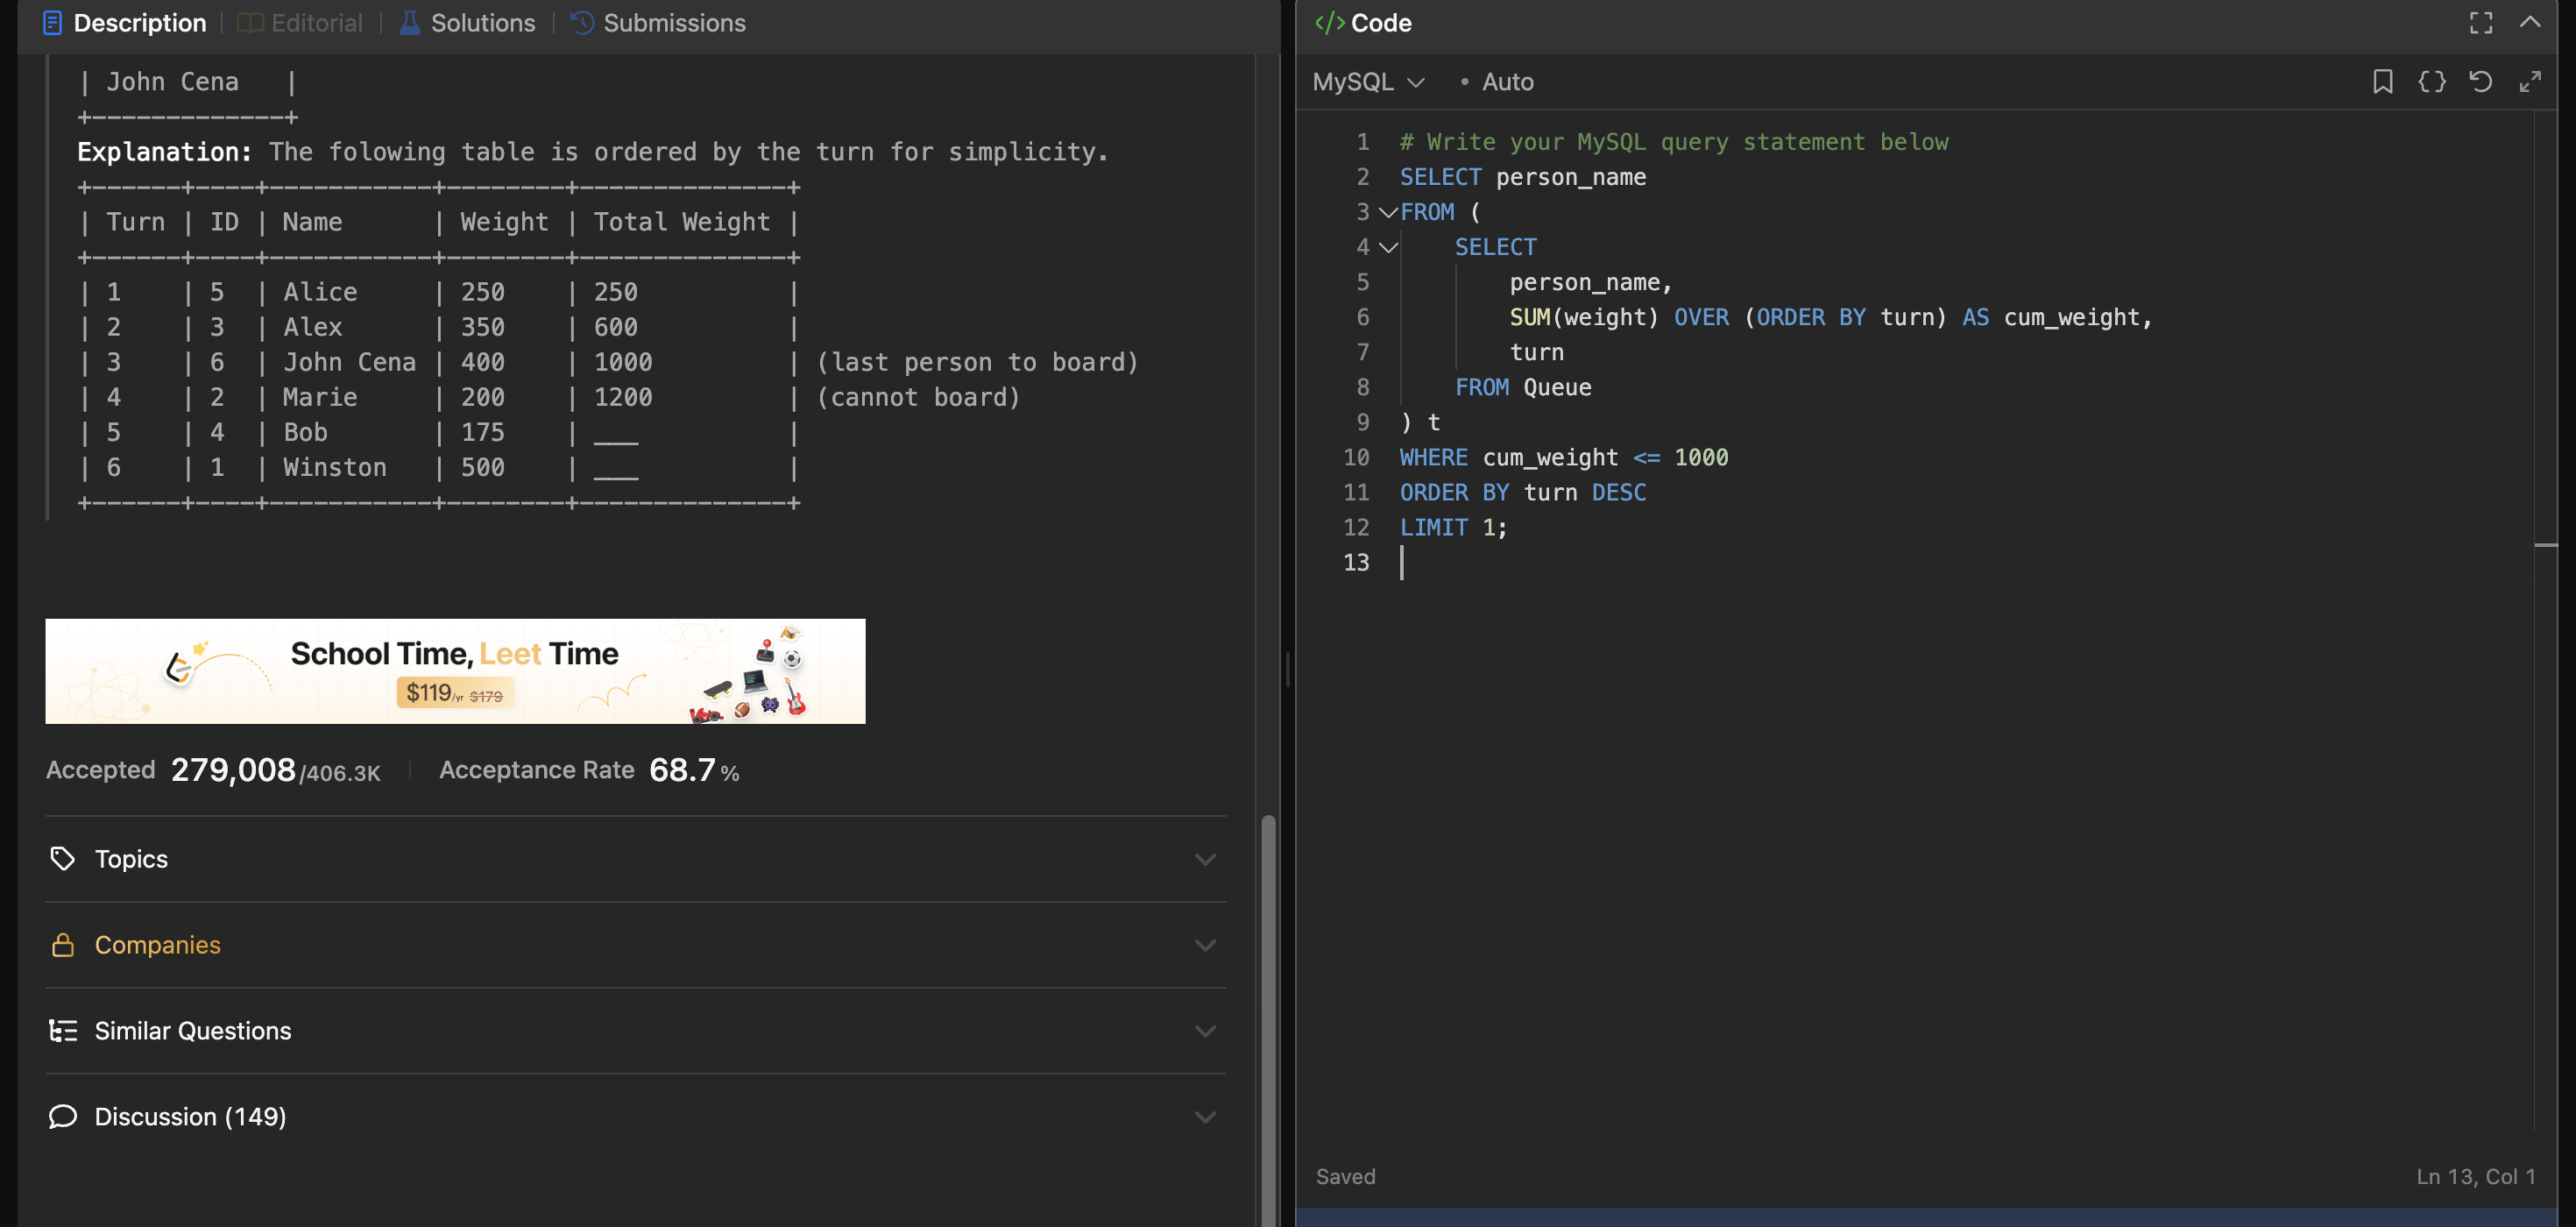 Description | Editorial | Solutions | Submissions
| John Cena   |
+-------------+
Explanation: The folowing table is ordered by the turn for simplicity.
+------+----+-----------+--------+--------------+
| Turn | ID | Name      | Weight | Total Weight |
+------+----+-----------+--------+--------------+
| 1    | 5  | Alice     | 250    | 250          |
| 2    | 3  | Alex      | 350    | 600          |
| 3    | 6  | John Cena | 400    | 1000         | (last person to board)
| 4    | 2  | Marie     | 200    | 1200         | (cannot board)
| 5    | 4  | Bob       | 175    | ___          |
| 6    | 1  | Winston   | 500    | ___          |
+------+----+-----------+--------+--------------+
School Time, Leet Time
$119/yr $179
Accepted 279,008/406.3K | Acceptance Rate 68.7%
Topics
Companies
Similar Questions
Discussion (149)
</> Code
MySQL • Auto
1 # Write your MySQL query statement below
2 SELECT person_name
3 FROM (
4     SELECT
5         person_name,
6         SUM(weight) OVER (ORDER BY turn) AS cum_weight,
7         turn
8     FROM Queue
9 ) t
10 WHERE cum_weight <= 1000
11 ORDER BY turn DESC
12 LIMIT 1;
13
Saved
Ln 13, Col 1